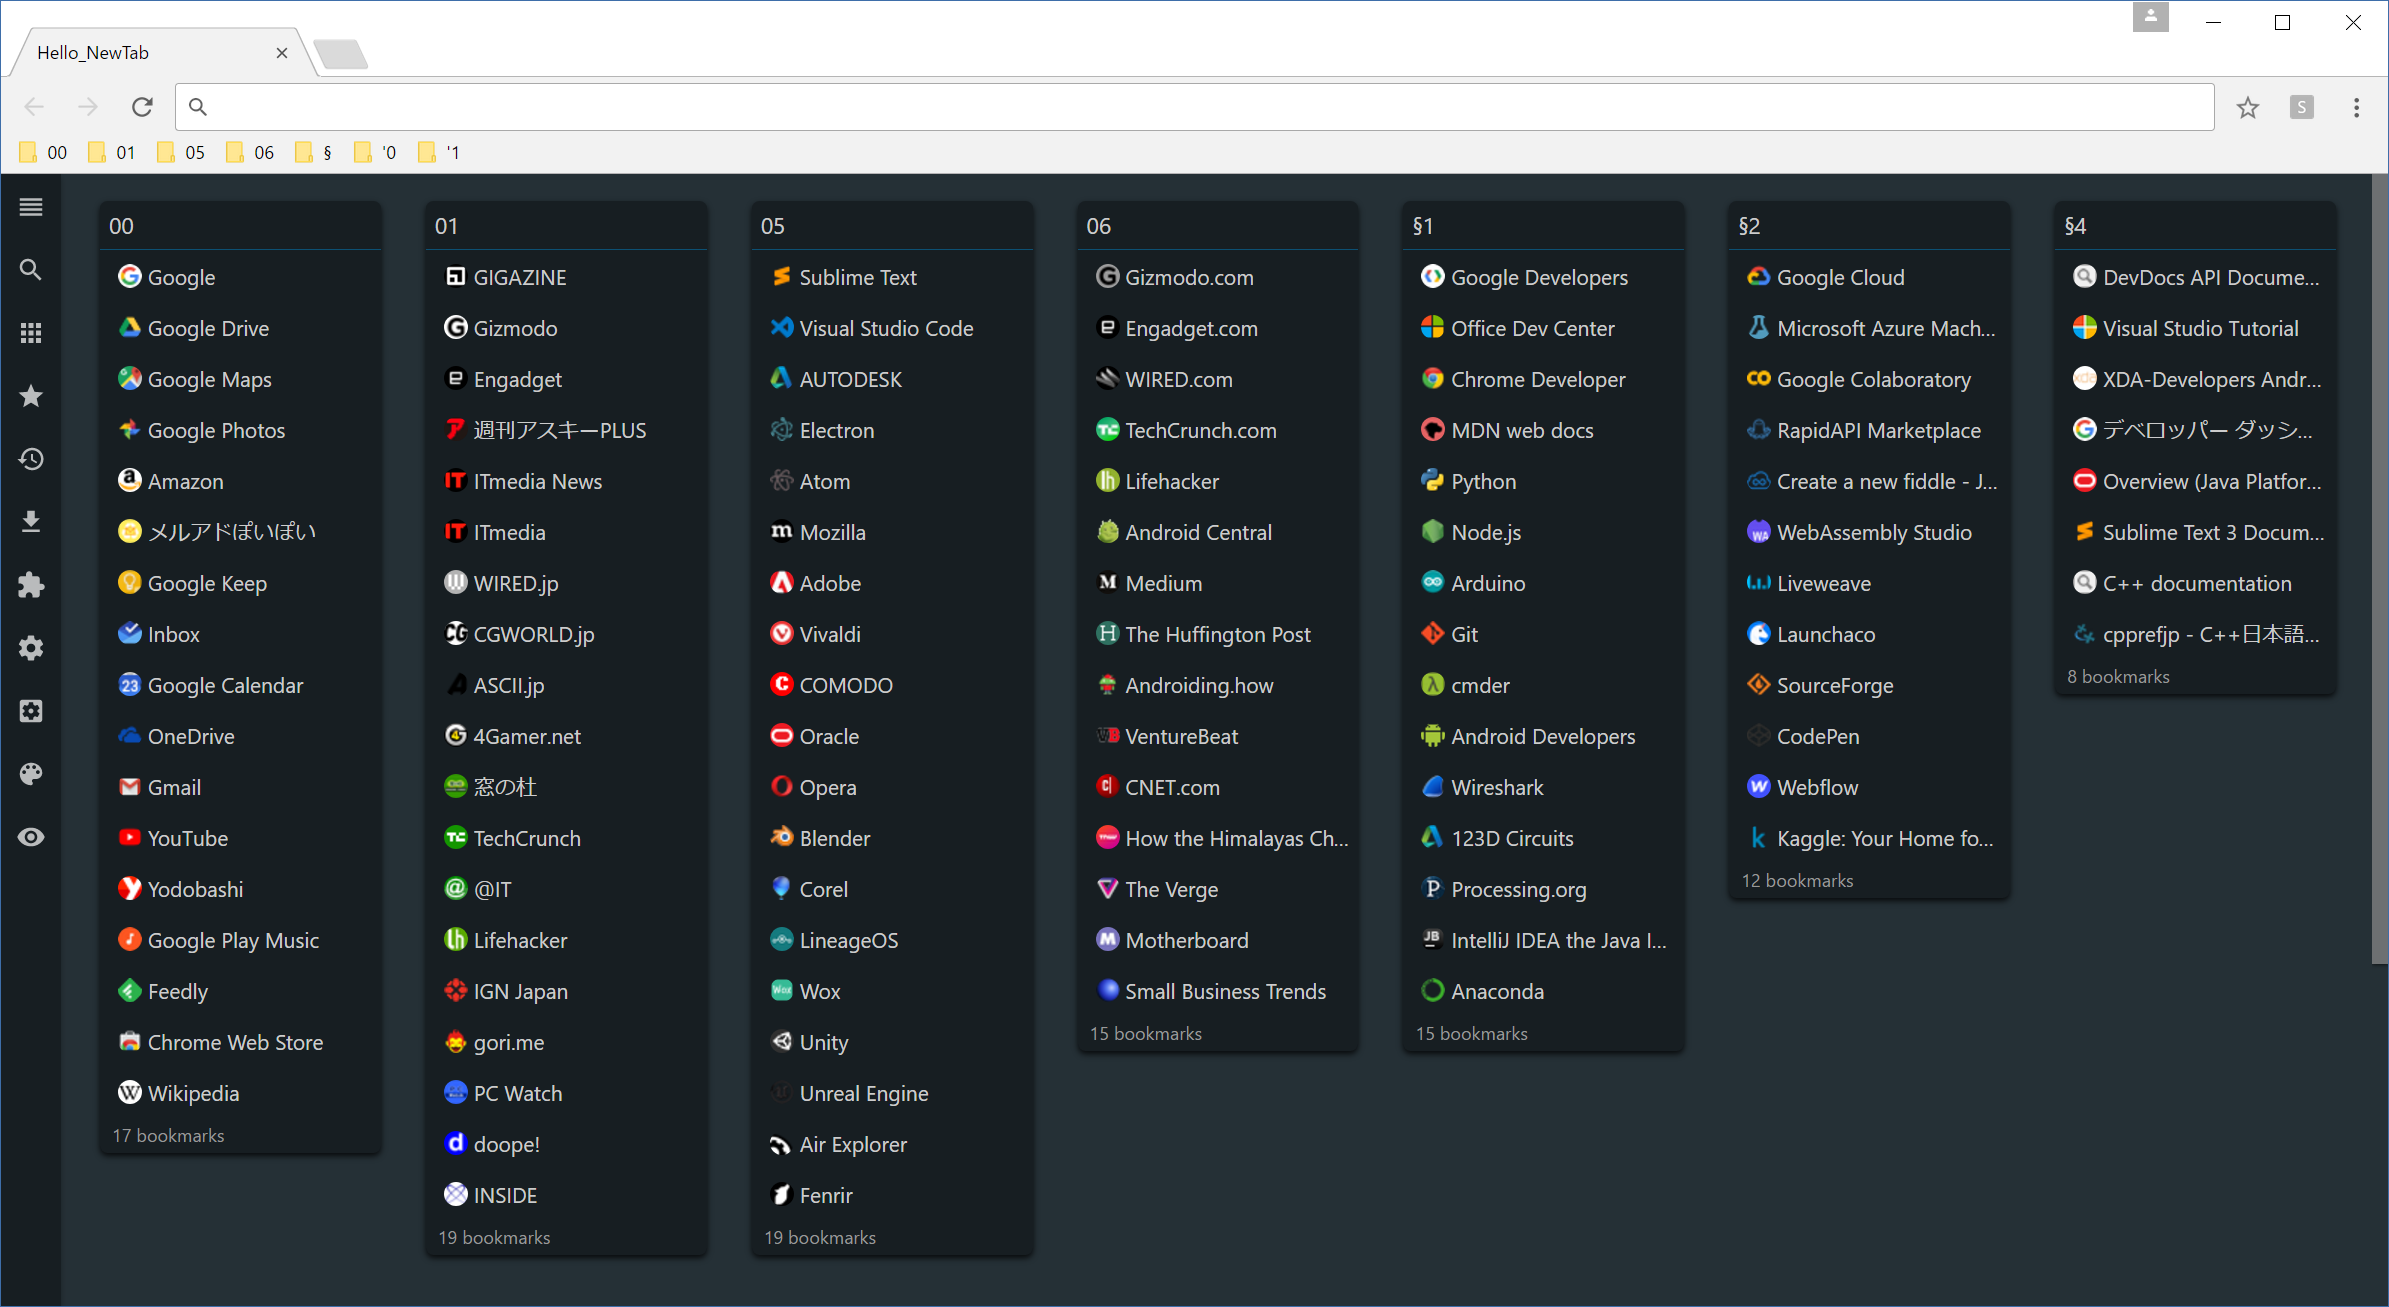 Hello_NewTab
00 01 05 06 § '0 '1
00
Google
Google Drive
Google Maps
Google Photos
Amazon
メルアドぽいぽい
Google Keep
Inbox
Google Calendar
OneDrive
Gmail
YouTube
Yodobashi
Google Play Music
Feedly
Chrome Web Store
Wikipedia
17 bookmarks
01
GIGAZINE
Gizmodo
Engadget
週刊アスキーPLUS
ITmedia News
ITmedia
WIRED.jp
CGWORLD.jp
ASCII.jp
4Gamer.net
窓の杜
TechCrunch
@IT
Lifehacker
IGN Japan
gori.me
PC Watch
doope!
INSIDE
19 bookmarks
05
Sublime Text
Visual Studio Code
AUTODESK
Electron
Atom
Mozilla
Adobe
Vivaldi
COMODO
Oracle
Opera
Blender
Corel
LineageOS
Wox
Unity
Unreal Engine
Air Explorer
Fenrir
19 bookmarks
06
Gizmodo.com
Engadget.com
WIRED.com
TechCrunch.com
Lifehacker
Android Central
Medium
The Huffington Post
Androiding.how
VentureBeat
CNET.com
How the Himalayas Ch...
The Verge
Motherboard
Small Business Trends
15 bookmarks
§1
Google Developers
Office Dev Center
Chrome Developer
MDN web docs
Python
Node.js
Arduino
Git
cmder
Android Developers
Wireshark
123D Circuits
Processing.org
IntelliJ IDEA the Java I...
Anaconda
15 bookmarks
§2
Google Cloud
Microsoft Azure Mach...
Google Colaboratory
RapidAPI Marketplace
Create a new fiddle - J...
WebAssembly Studio
Liveweave
Launchaco
SourceForge
CodePen
Webflow
Kaggle: Your Home fo...
12 bookmarks
§4
DevDocs API Docume...
Visual Studio Tutorial
XDA-Developers Andr...
デベロッパー ダッシ...
Overview (Java Platfor...
Sublime Text 3 Docum...
C++ documentation
cpprefjp - C++日本語...
8 bookmarks